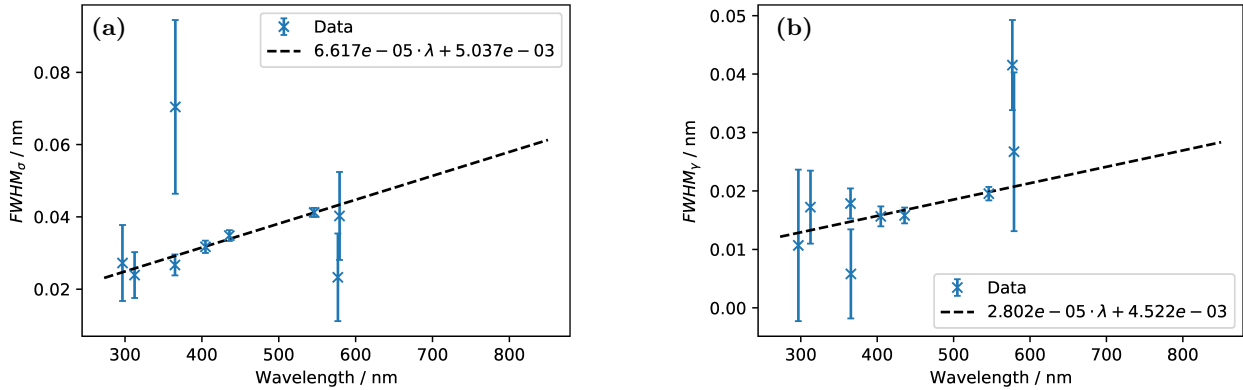 (a)
Data
6.617e − 05 · λ + 5.037e − 03
0.08
0.06
0.04
0.02
FWHMσ / nm
300 400 500 600 700 800
Wavelength / nm
(b)
0.05
0.04
0.03
0.02
0.01
0.00
FWHMγ / nm
Data
2.802e − 05 · λ + 4.522e − 03
300 400 500 600 700 800
Wavelength / nm